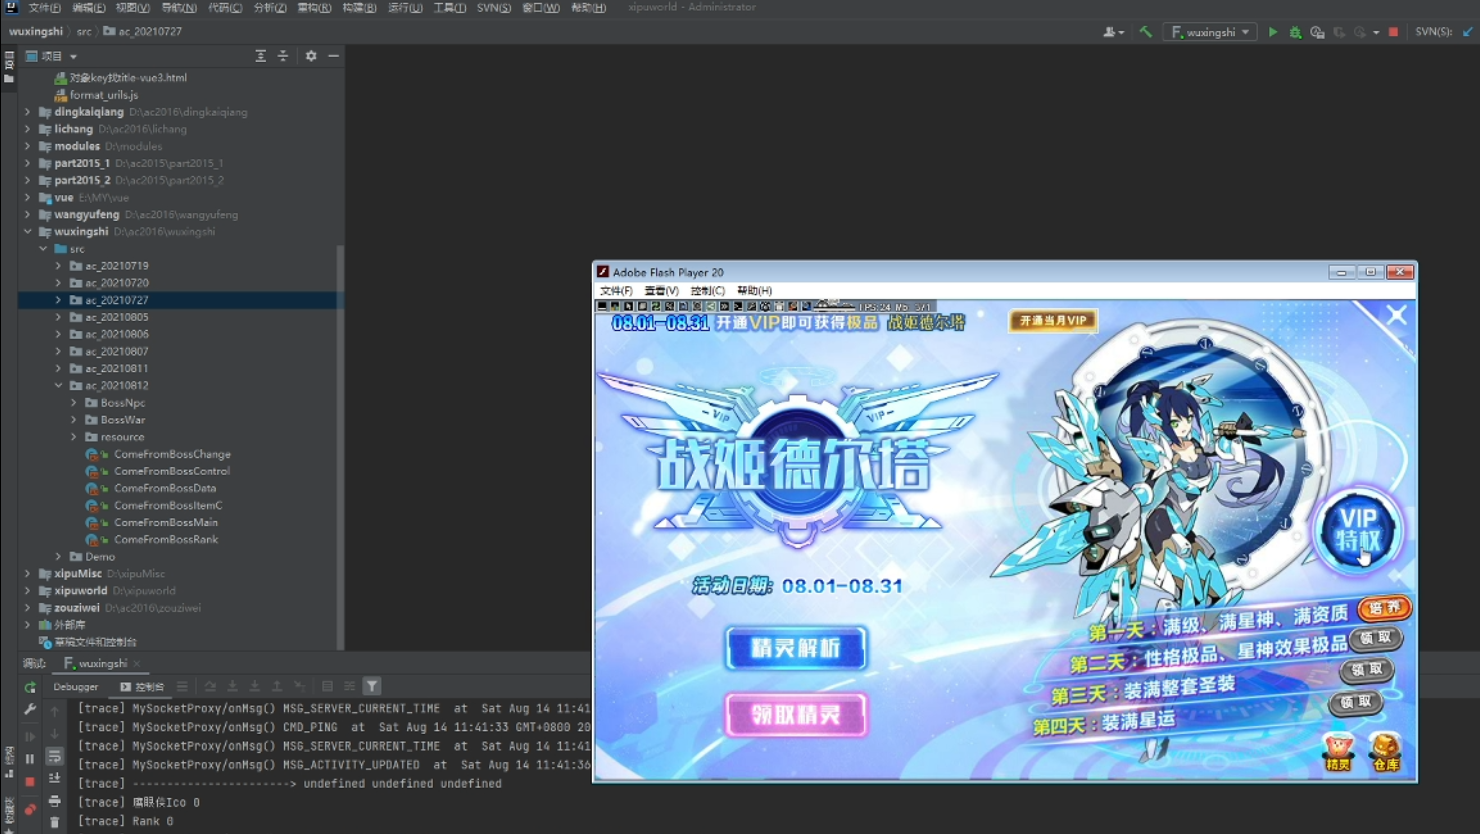 文件(F) 编辑(E) 视图(V) 导航(N) 代码(C) 分析(Z) 重构(R) 构建(B) 运行(U) 工具(T) SVN(S) 窗口(W) 帮助(H) xipuworld - Administrator
wuxingshi src ac_20210727
wuxingshi SVN(S):
项目
对象key找title-vue3.html
format_urils.js
dingkaiqiang D:\ac2016\dingkaiqiang
lichang D:\ac2016\lichang
modules D:\modules
part2015_1 D:\ac2015\part2015_1
part2015_2 D:\ac2015\part2015_2
vue E:\MY\vue
wangyufeng D:\ac2016\wangyufeng
wuxingshi D:\ac2016\wuxingshi
src
ac_20210719
ac_20210720
ac_20210727
ac_20210805
ac_20210806
ac_20210807
ac_20210811
ac_20210812
BossNpc
BossWar
resource
ComeFromBossChange
ComeFromBossControl
ComeFromBossData
ComeFromBossItemC
ComeFromBossMain
ComeFromBossRank
Demo
xipuMisc D:\xipuMisc
xipuworld D:\xipuworld
zouziwei D:\ac2016\zouziwei
外部库
草稿文件和控制台
调试: wuxingshi
Debugger 控制台
[trace] MySocketProxy/onMsg() MSG_SERVER_CURRENT_TIME at Sat Aug 14 11:41
[trace] MySocketProxy/onMsg() CMD_PING at Sat Aug 14 11:41:33 GMT+0800 20
[trace] MySocketProxy/onMsg() MSG_SERVER_CURRENT_TIME at Sat Aug 14 11:41
[trace] MySocketProxy/onMsg() MSG_ACTIVITY_UPDATED at Sat Aug 14 11:41:36
[trace] -----------------------> undefined undefined undefined
[trace] 鹰眼侠Ico 0
[trace] Rank 0
Adobe Flash Player 20
文件(F) 查看(V) 控制(C) 帮助(H)
08.01-08.31 开通VIP即可获得极品 战姬德尔塔
开通当月VIP
VIP VIP
战姬德尔塔
VIP
特权
活动日期: 08.01-08.31
精灵解析
领取精灵
第一天:满级、满星神、满资质 培养
第二天:性格极品、星神效果极品 领取
第三天:装满整套圣装 领取
第四天:装满星运 领取
精灵 仓库